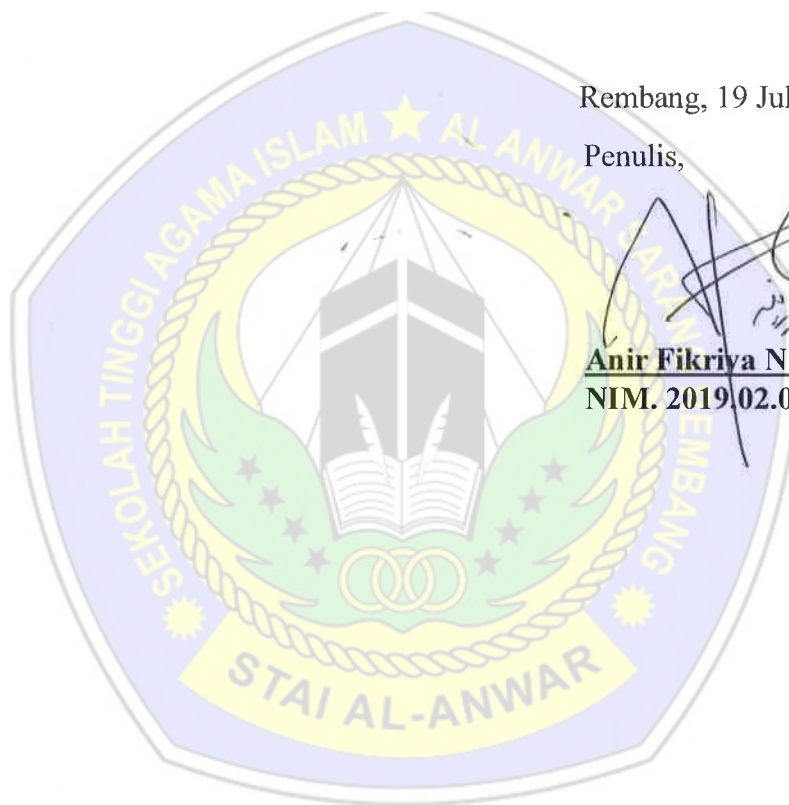 Rembang, 19 Jul
Penulis,
Anir Fikriya N
NIM. 2019.02.0
SEKOLAH TINGGI AGAMA ISLAM ★ AL ANWAR SARANG REMBANG
STAI AL-ANWAR